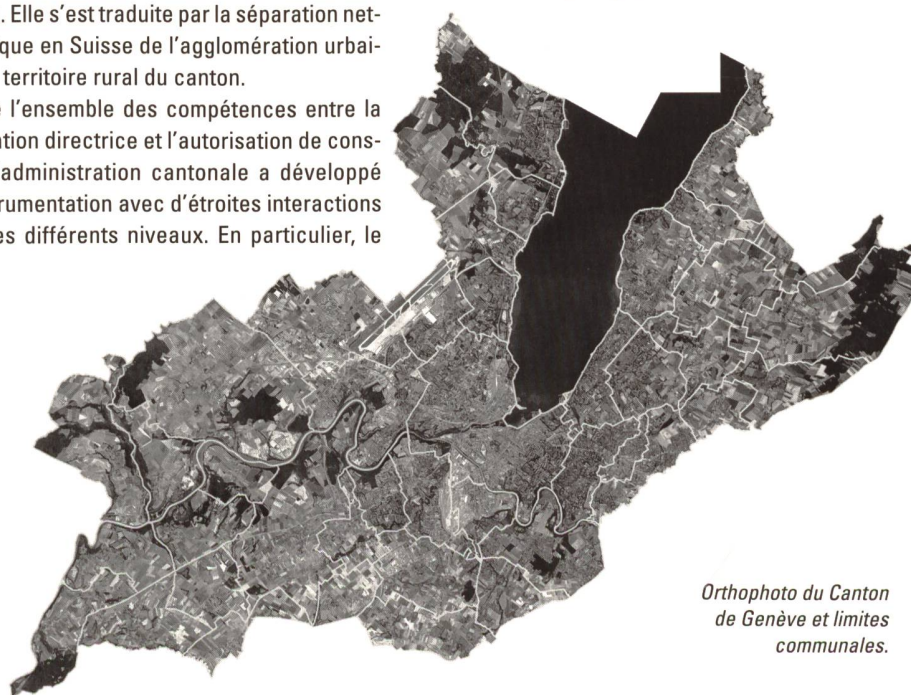 . Elle s’est traduite par la séparation net-
que en Suisse de l’agglomération urbai-
territoire rural du canton.
l’ensemble des compétences entre la
ation directrice et l’autorisation de cons-
administration cantonale a développé
rumentation avec d’étroites interactions
es différents niveaux. En particulier, le
Orthophoto du Canton
de Genève et limites
communales.